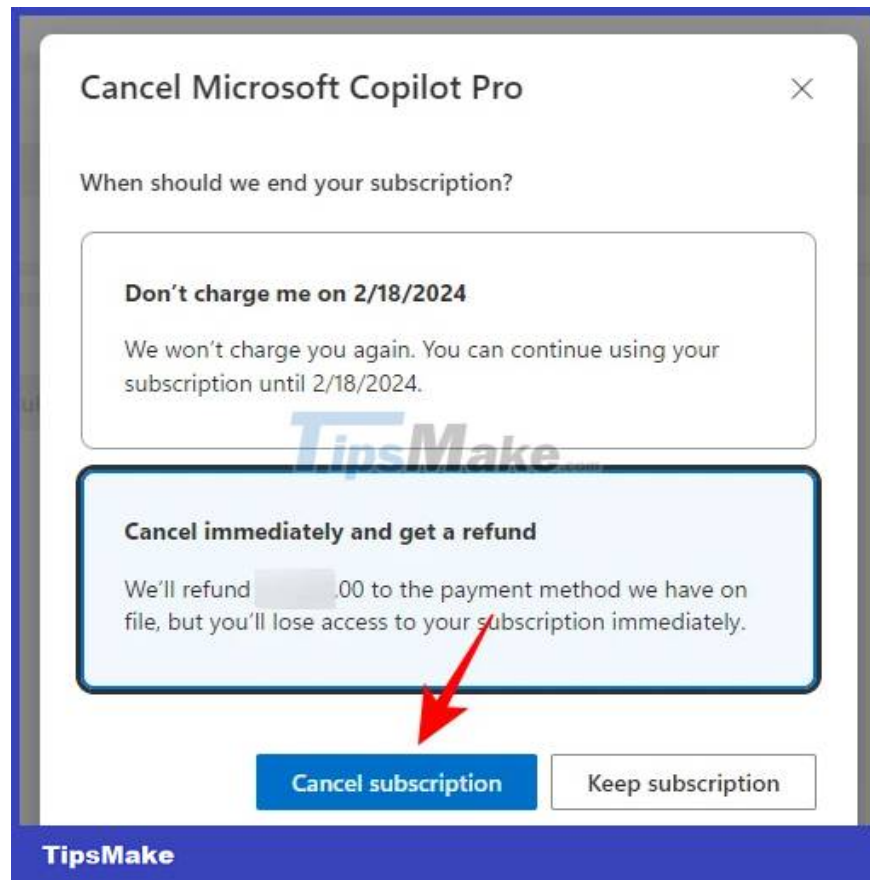 Cancel Microsoft Copilot Pro
When should we end your subscription?
Don't charge me on 2/18/2024
We won't charge you again. You can continue using your
subscription until 2/18/2024.
TipsMake.com
Cancel immediately and get a refund
We'll refund .00 to the payment method we have on
file, but you'll lose access to your subscription immediately.
Cancel subscription
Keep subscription
TipsMake